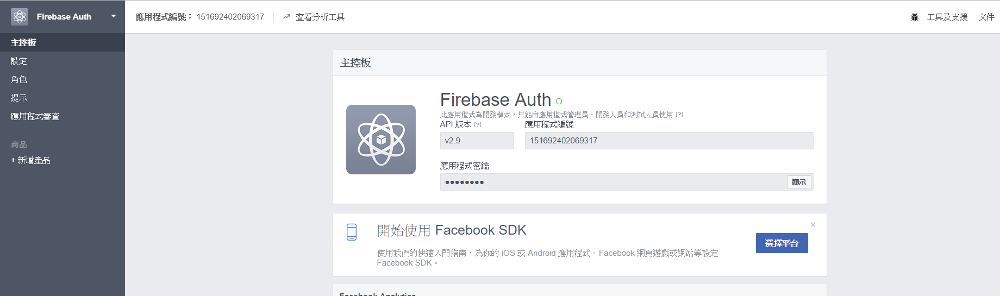 Firebase Auth
應用程式編號： 151692402069317
查看分析工具
工具及支援
文件
主控板
設定
角色
提示
應用程式審查
商品
+ 新增產品
主控板
Firebase Auth
此應用程式為開發模式，只能由應用程式管理員、開發人員和測試人員使用 [?]
API 版本 [?]
應用程式編號
v2.9
151692402069317
應用程式密鑰
●●●●●●●●
顯示
開始使用 Facebook SDK
×
選擇平台
使用我們的快速入門指南，為你的 iOS 或 Android 應用程式、Facebook 網頁遊戲或網站等設定
Facebook SDK。
Facebook Analytics